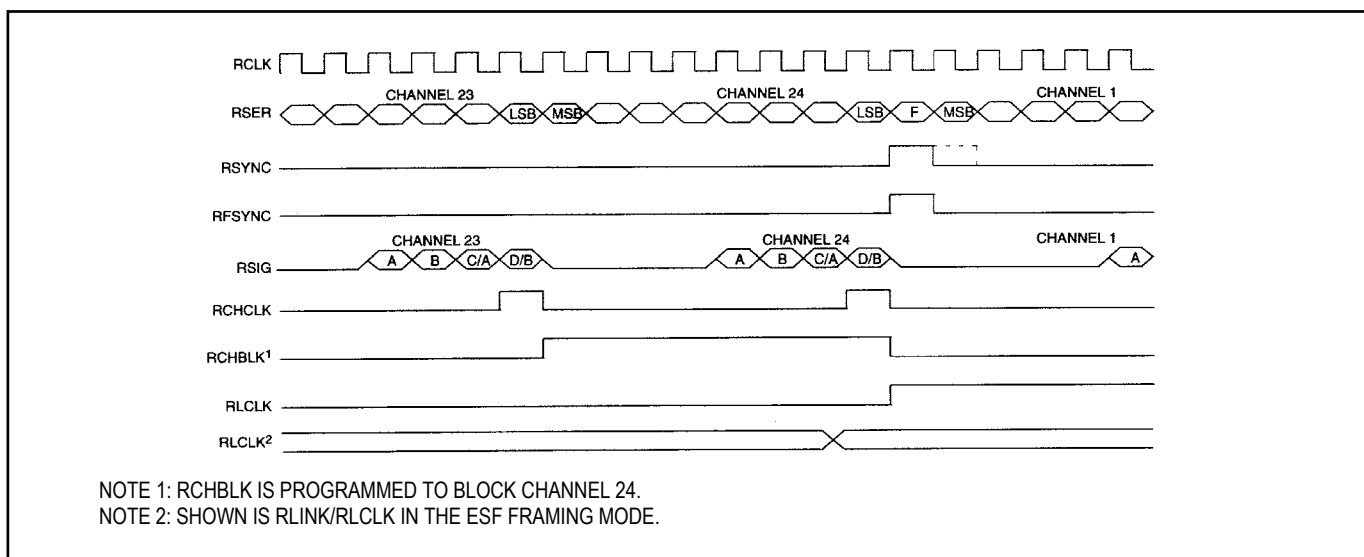 RCLK
CHANNEL 23 CHANNEL 24 CHANNEL 1
RSER LSB MSB LSB F MSB
RSYNC
RFSYNC
CHANNEL 23 CHANNEL 24 CHANNEL 1
RSIG A B C/A D/B A B C/A D/B A
RCHCLK
RCHBLK1
RLCLK
RLCLK2
NOTE 1: RCHBLK IS PROGRAMMED TO BLOCK CHANNEL 24.
NOTE 2: SHOWN IS RLINK/RLCLK IN THE ESF FRAMING MODE.